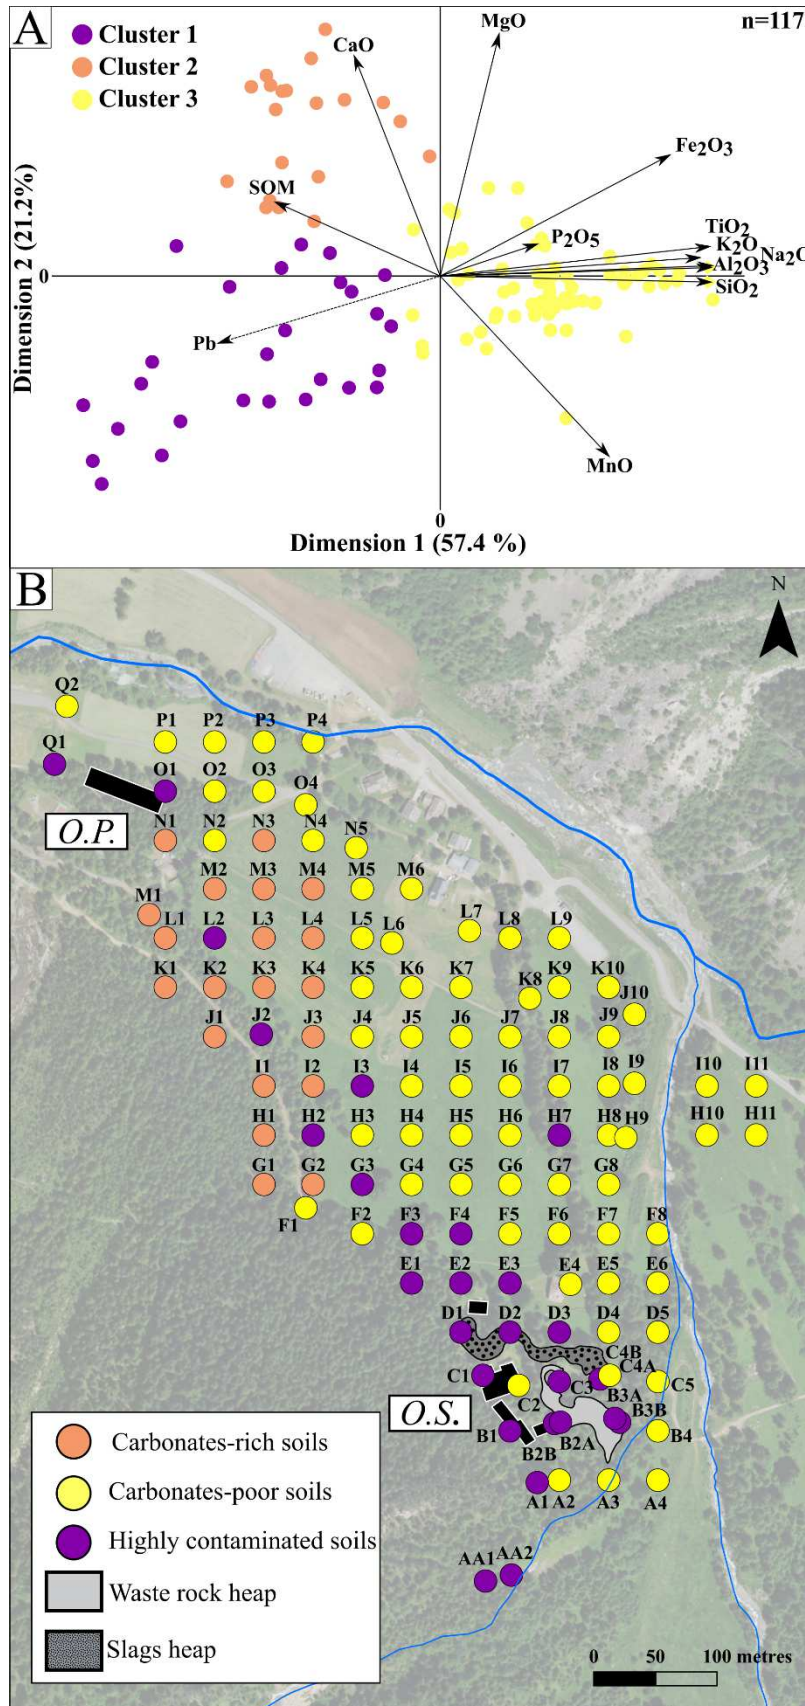 A
Cluster 1
Cluster 2
Cluster 3
CaO
MgO
n=117
Fe2O3
SOM
P2O5
TiO2
K2O
Na2O
Al2O3
SiO2
0
Pb
MnO
Dimension 2 (21.2%)
0
Dimension 1 (57.4 %)
B
N
Q2
P1 P2 P3 P4
Q1
O1 O2 O3 O4
O.P.
N1 N2 N3 N4 N5
M2 M3 M4 M5 M6
M1
L1 L2 L3 L4 L5 L6 L7 L8 L9
K1 K2 K3 K4 K5 K6 K7 K8 K9 K10
J1 J2 J3 J4 J5 J6 J7 J8 J9 J10
I1 I2 I3 I4 I5 I6 I7 I8 I9 I10 I11
H1 H2 H3 H4 H5 H6 H7 H8 H9 H10 H11
G1 G2 G3 G4 G5 G6 G7 G8
F1 F2 F3 F4 F5 F6 F7 F8
E1 E2 E3 E4 E5 E6
D1 D2 D3 D4 D5
C4B
C1 C4A
C2 C3 B3A C5
O.S.
B3B
B1 B2B B2A B4
A1 A2 A3 A4
AA1 AA2
Carbonates-rich soils
Carbonates-poor soils
Highly contaminated soils
Waste rock heap
Slags heap
0 50 100 metres